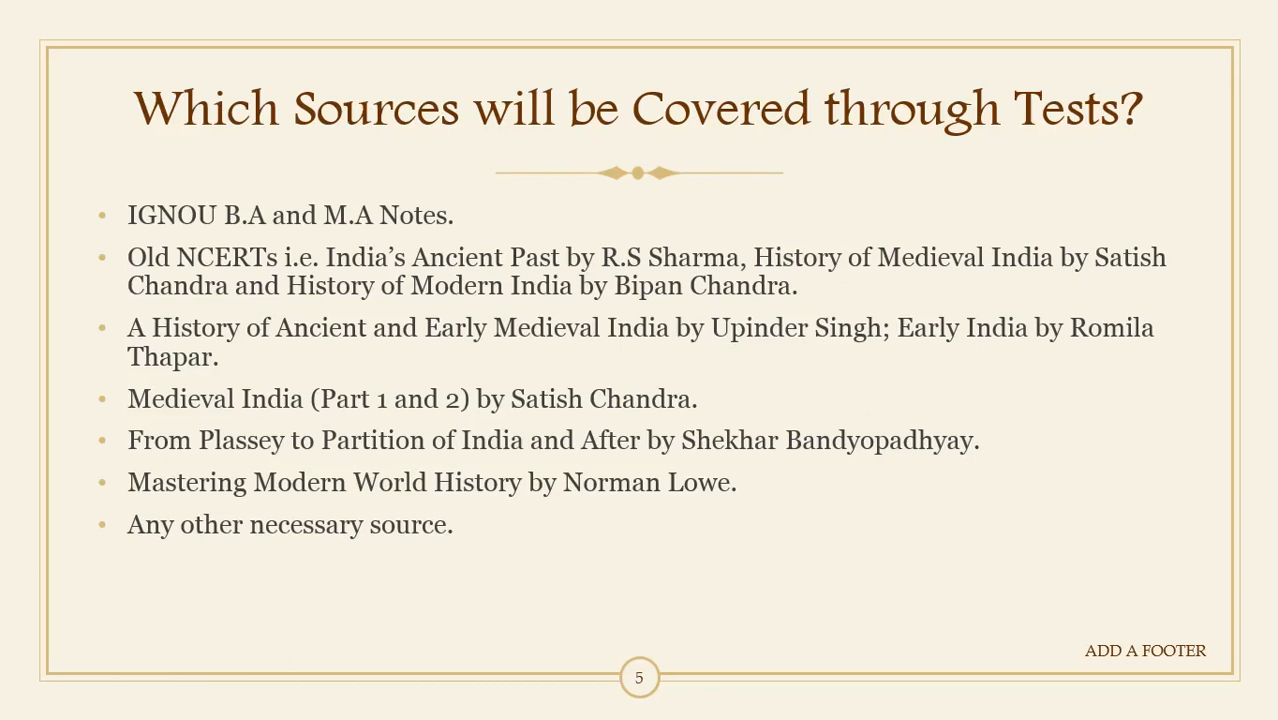 Which Sources will be Covered through Tests?
• IGNOU B.A and M.A Notes.
• Old NCERTs i.e. India’s Ancient Past by R.S Sharma, History of Medieval India by Satish
Chandra and History of Modern India by Bipan Chandra.
• A History of Ancient and Early Medieval India by Upinder Singh; Early India by Romila
Thapar.
• Medieval India (Part 1 and 2) by Satish Chandra.
• From Plassey to Partition of India and After by Shekhar Bandyopadhyay.
• Mastering Modern World History by Norman Lowe.
• Any other necessary source.
ADD A FOOTER
5